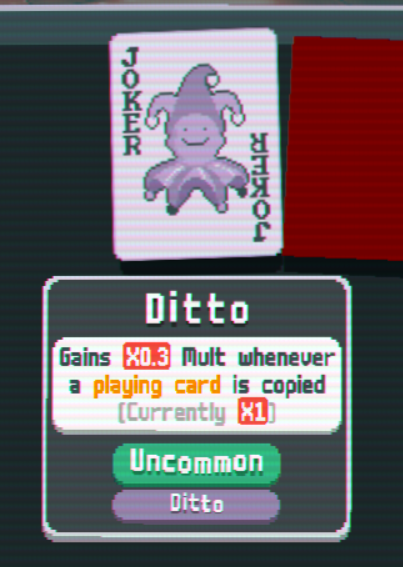 JOKER
JOKER
Ditto
Gains X0.3 Mult whenever
a playing card is copied
(Currently X1)
Uncommon
Ditto